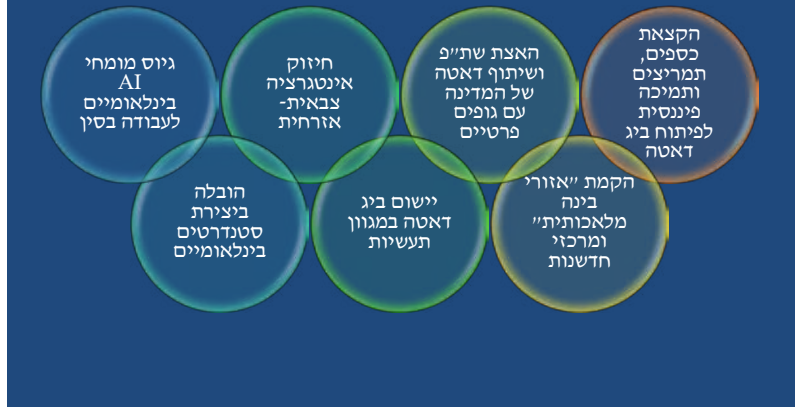 הקצאת
כספים,
תמריצים
ותמיכה
פיננסית
לפיתוח ביג
דאטה
הקמת "אזורי
בינה
מלאכותית"
ומרכזי
חדשנות
האצת שת"פ
ושיתוף דאטה
של המדינה
עם גופים
פרטיים
יישום ביג
דאטה במגוון
תעשיות
חיזוק
אינטגרציה
צבאית-
אזרחית
הובלה
ביצירת
סטנדרטים
בינלאומיים
גיוס מומחי
AI
בינלאומיים
לעבודה בסין